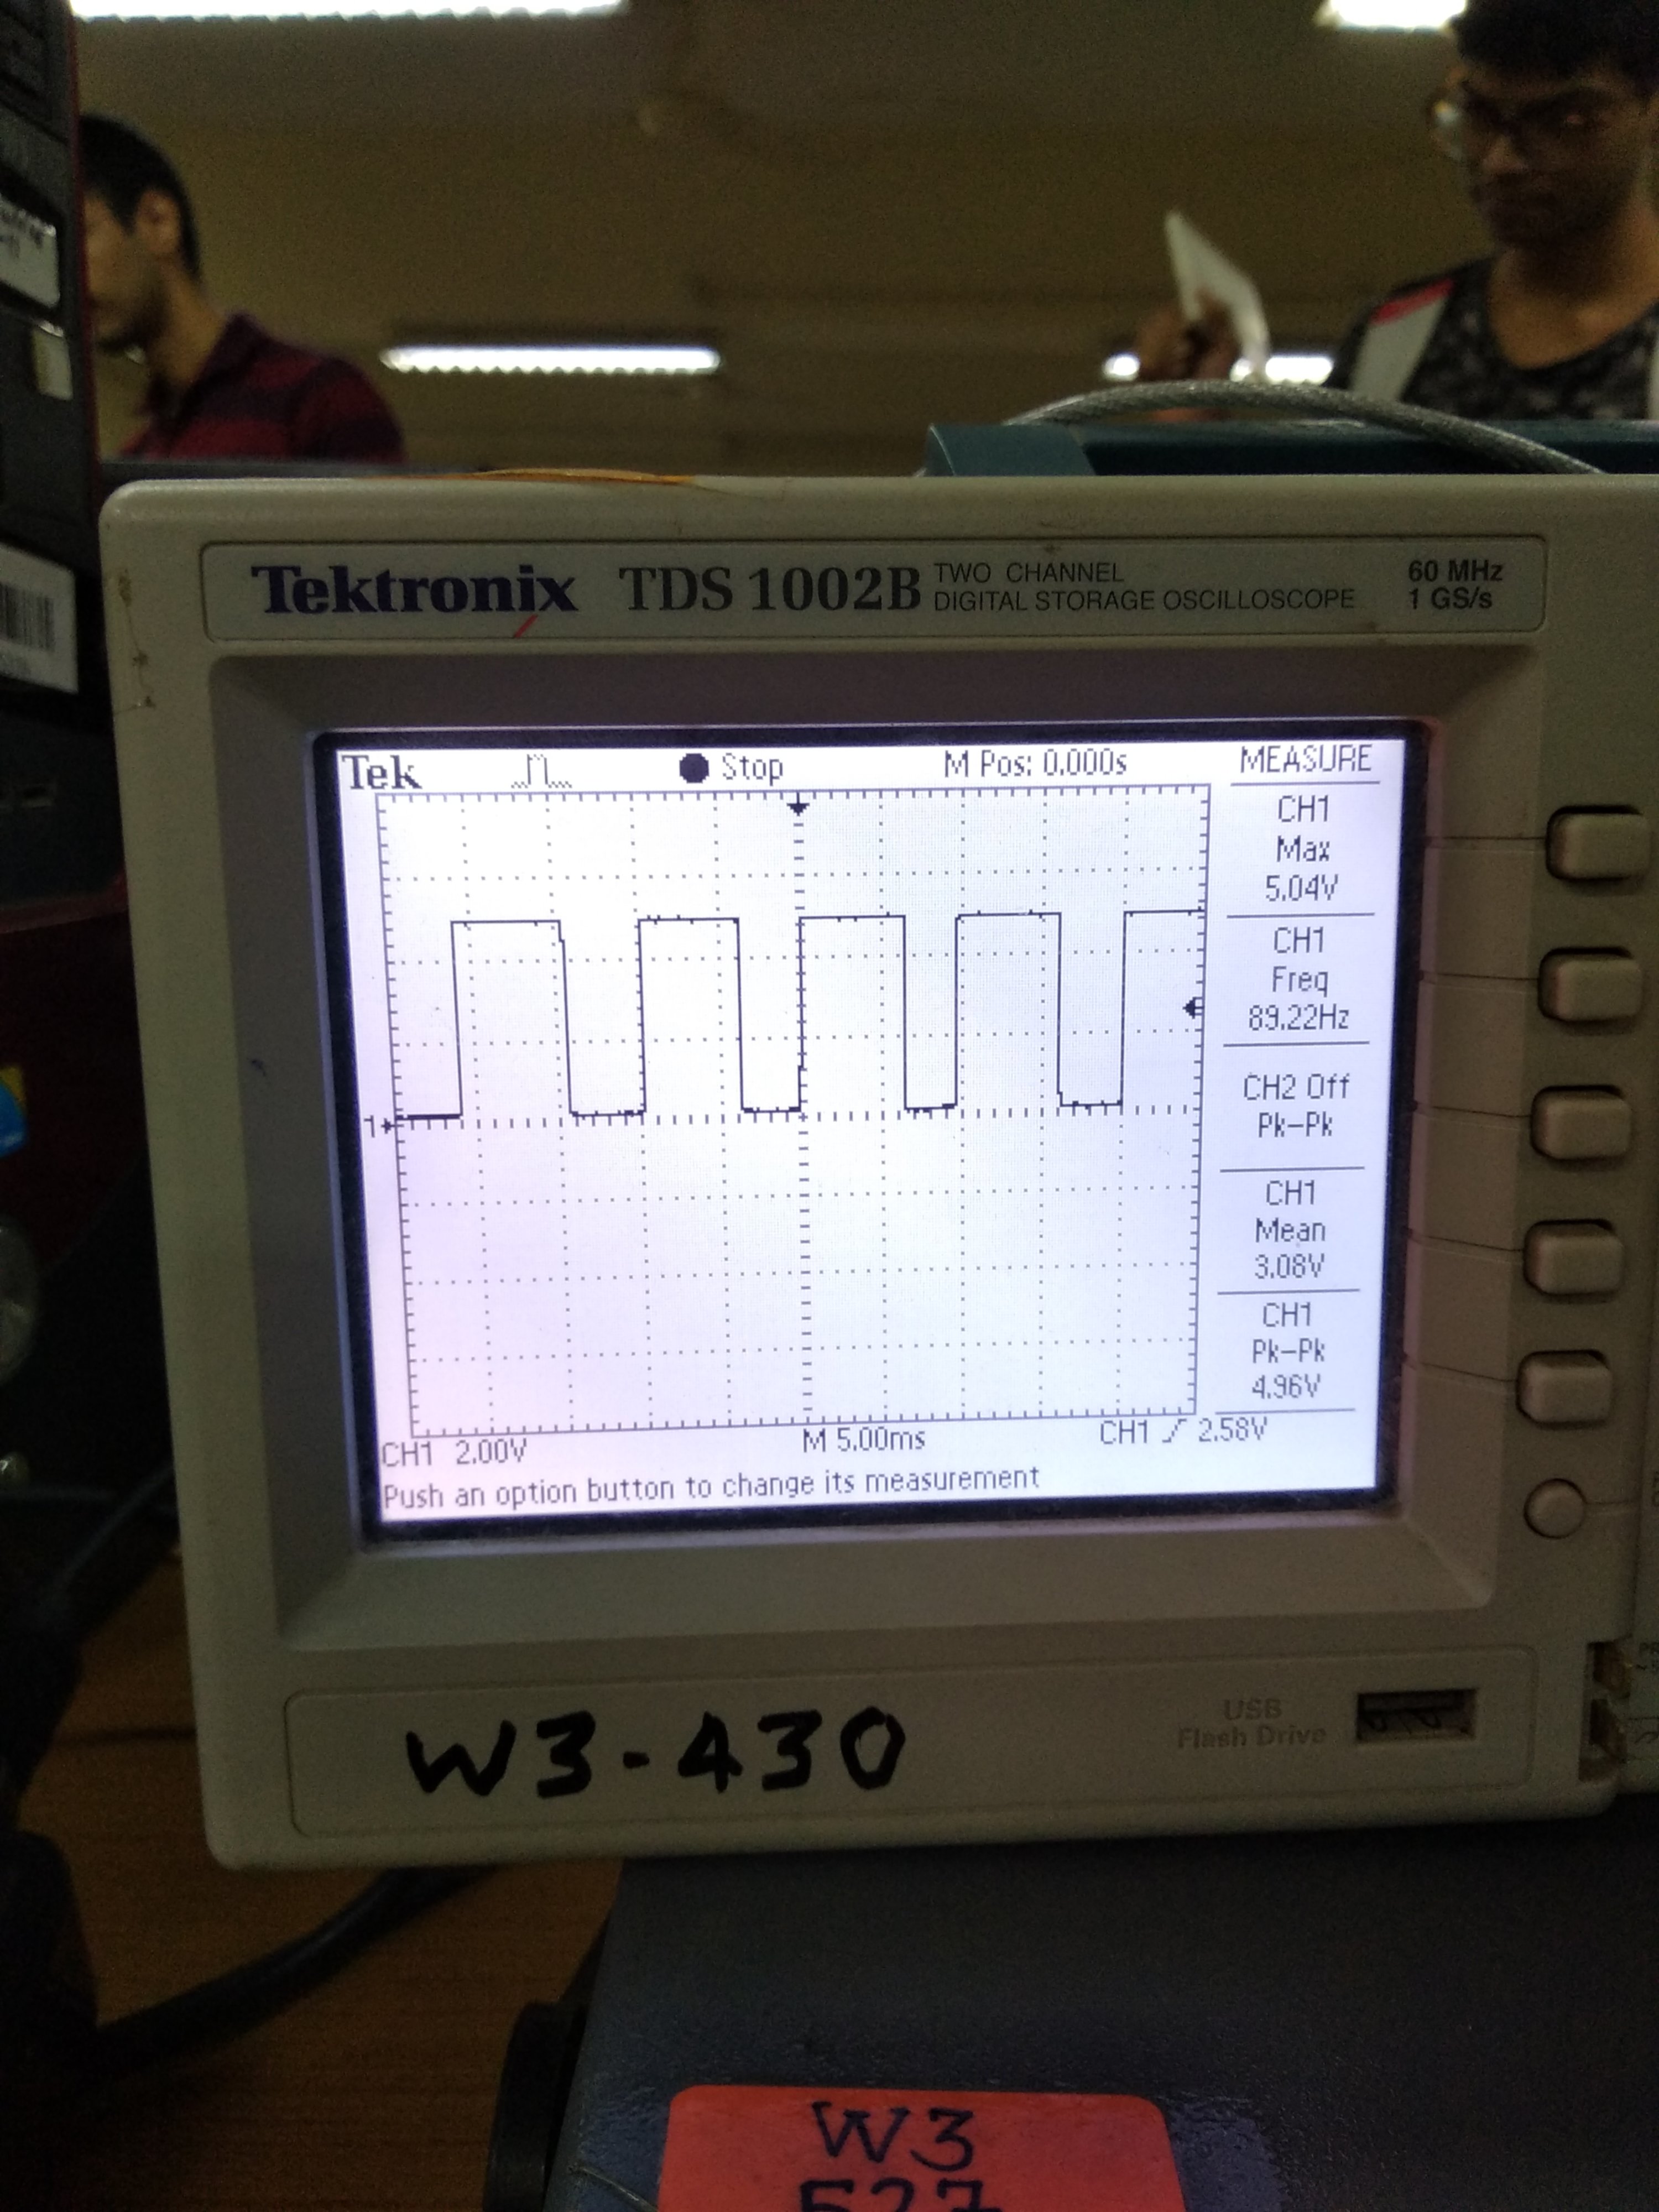 Tektronix TDS 1002B TWO CHANNEL DIGITAL STORAGE OSCILLOSCOPE 60 MHz 1 GS/s
Tek Stop M Pos: 0.000s MEASURE
CH1
Max
5.04V
CH1
Freq
89.22Hz
CH2 Off
Pk-Pk
CH1
Mean
3.08V
CH1
Pk-Pk
4.96V
1
CH1 2.00V M 5.00ms CH1 2.58V
Push an option button to change its measurement
W3-430
USB
Flash Drive
W3
527